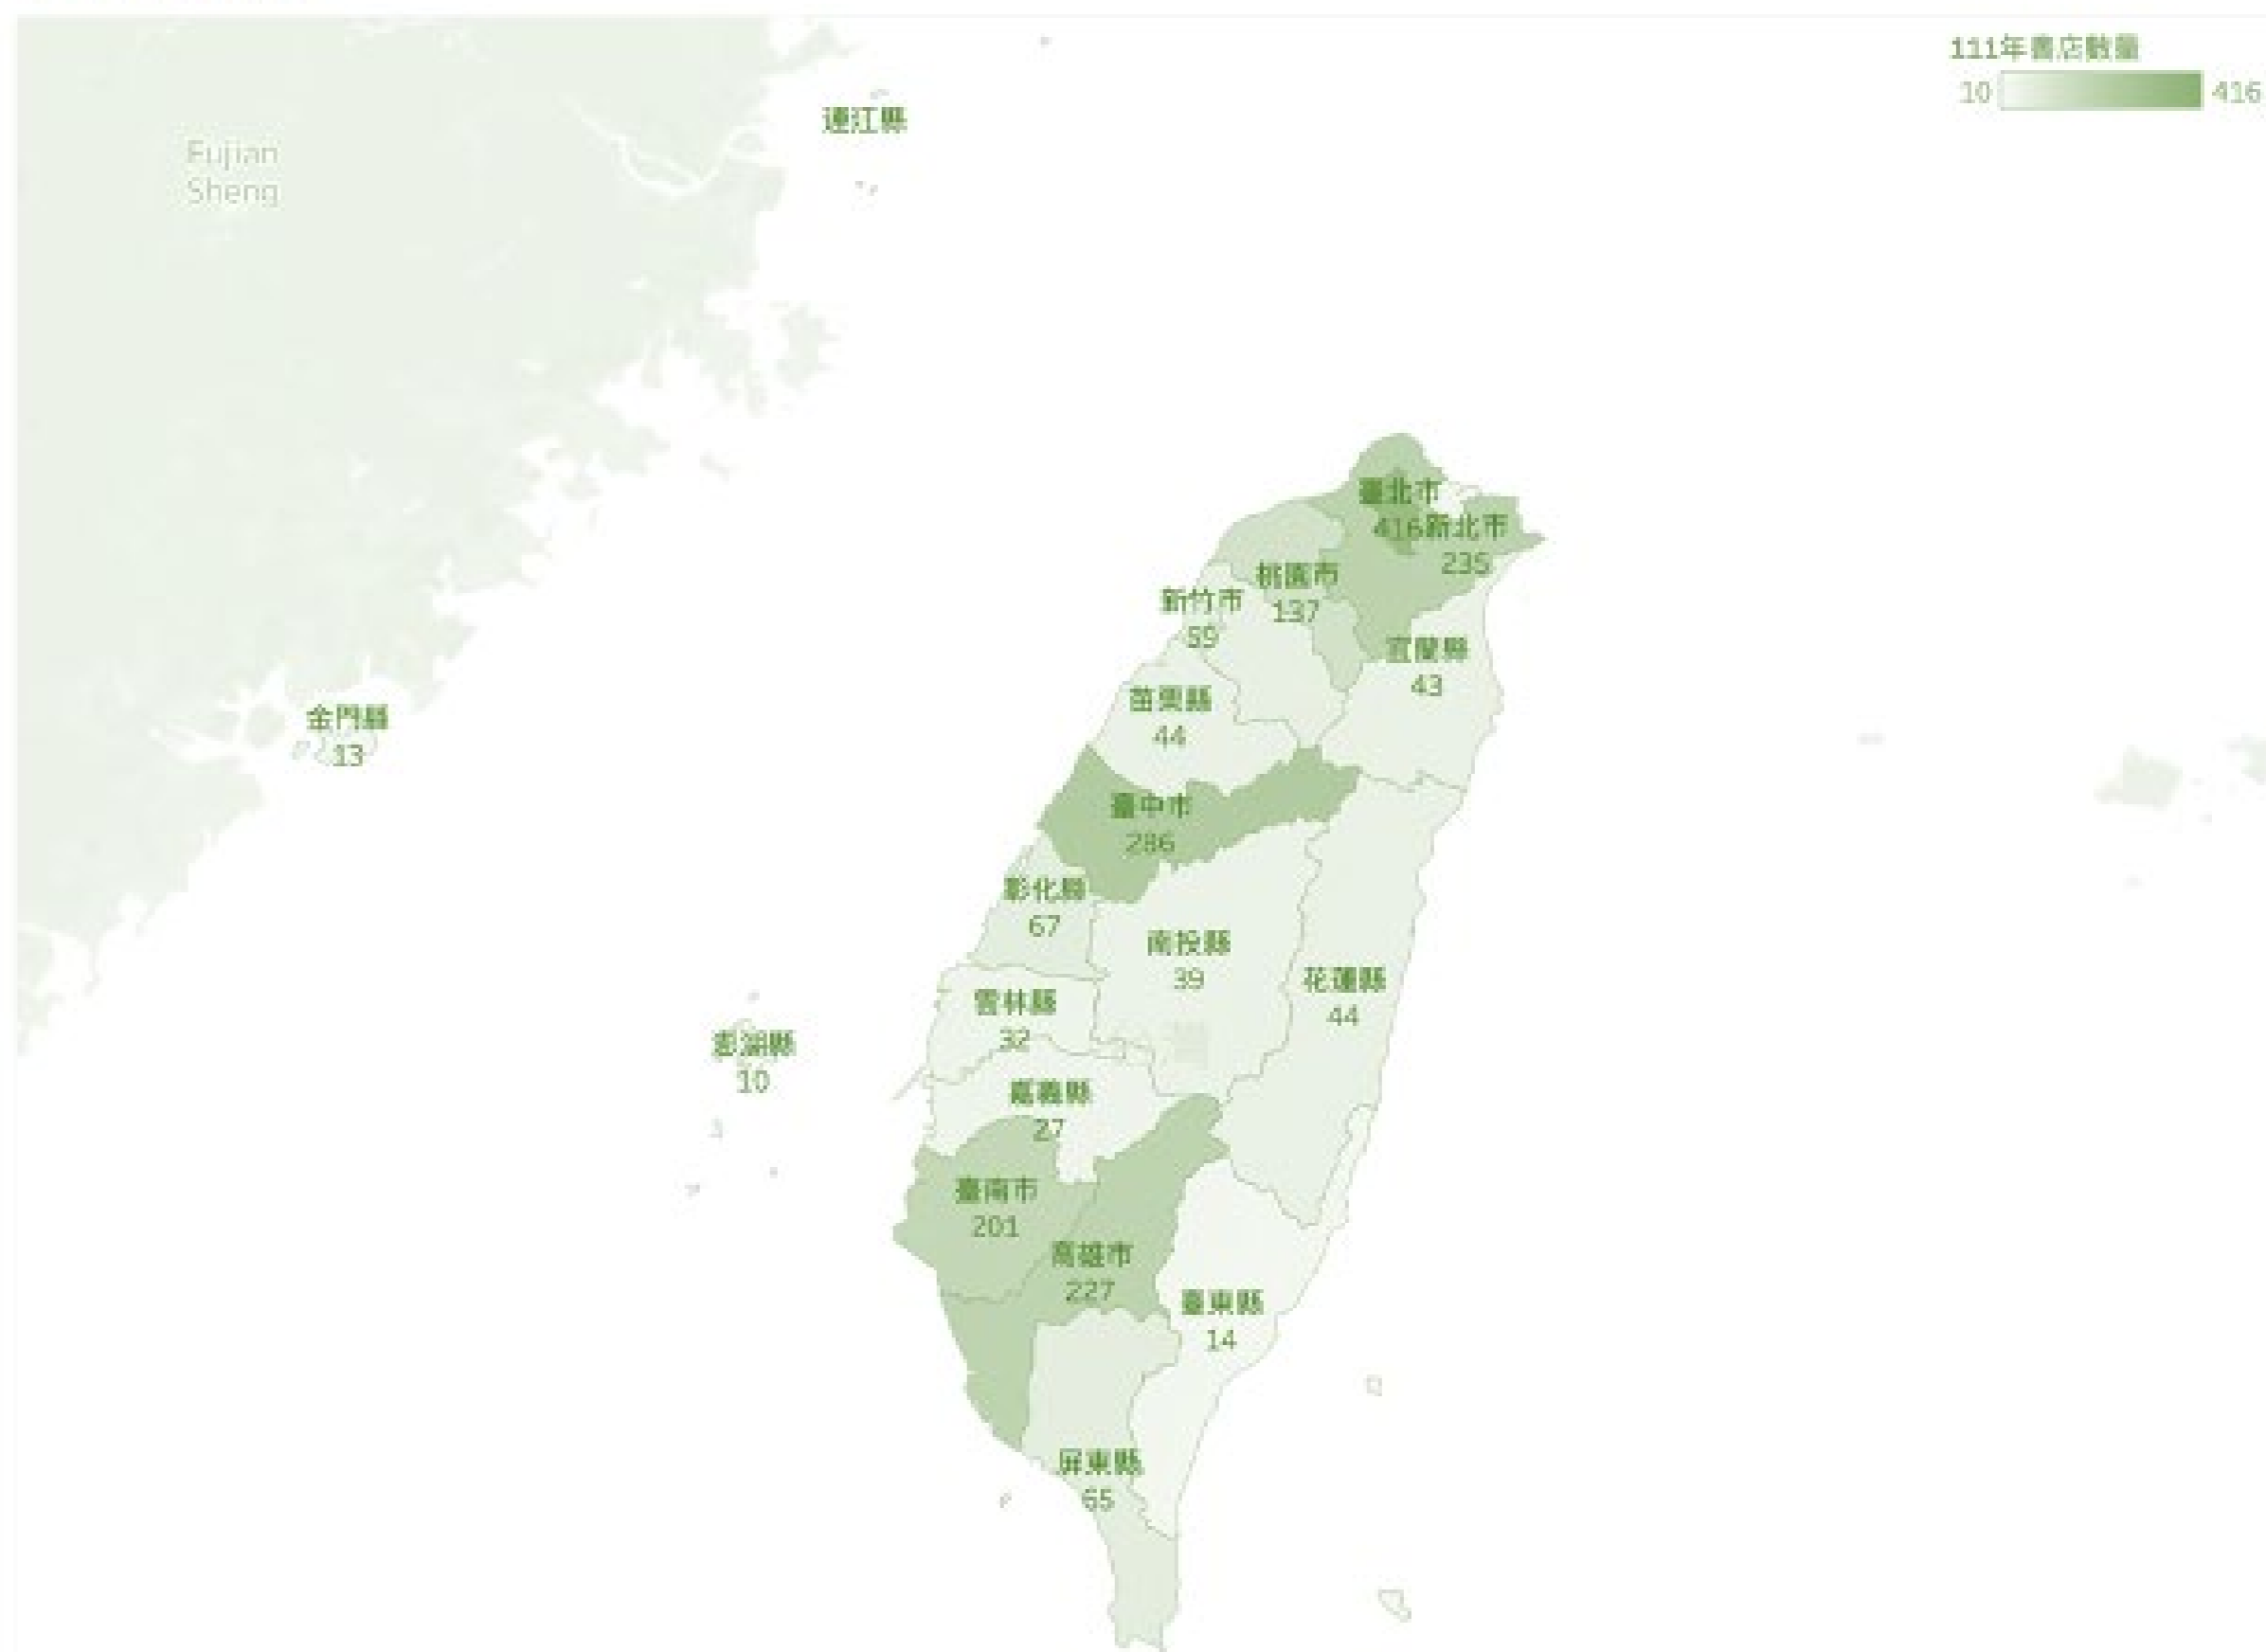 111年書店數量
10 416
Fujian
Sheng
連江縣
臺北市
416
新北市
235
桃園市
137
新竹市
59
宜蘭縣
43
苗栗縣
44
金門縣
13
臺中市
286
彰化縣
67
南投縣
39
花蓮縣
44
雲林縣
32
澎湖縣
10
嘉義縣
27
臺南市
201
高雄市
227
臺東縣
14
屏東縣
65